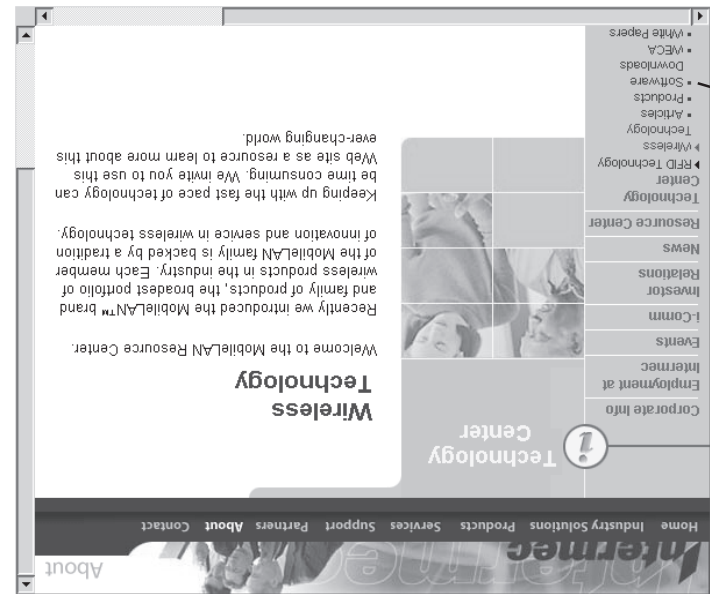 Intermec
About
Home Industry Solutions Products Services Support Partners About Contact
Technology
Center
Corporate Info
Employment at
Intermec
Events
i-Comm
Investor
Relations
News
Resource Center
Technology
Center
RFID Technology
Wireless
Technology
▪ Articles
▪ Products
▪ Software
Downloads
▪ WECA
▪ White Papers
Wireless
Technology
Welcome to the MobileLAN Resource Center.
Recently we introduced the MobileLAN™ brand
and family of products, the broadest portfolio of
wireless products in the industry. Each member
of the MobileLAN family is backed by a tradition
of innovation and service in wireless technology.
Keeping up with the fast pace of technology can
be time consuming. We invite you to use this
Web site as a resource to learn more about this
ever-changing world.